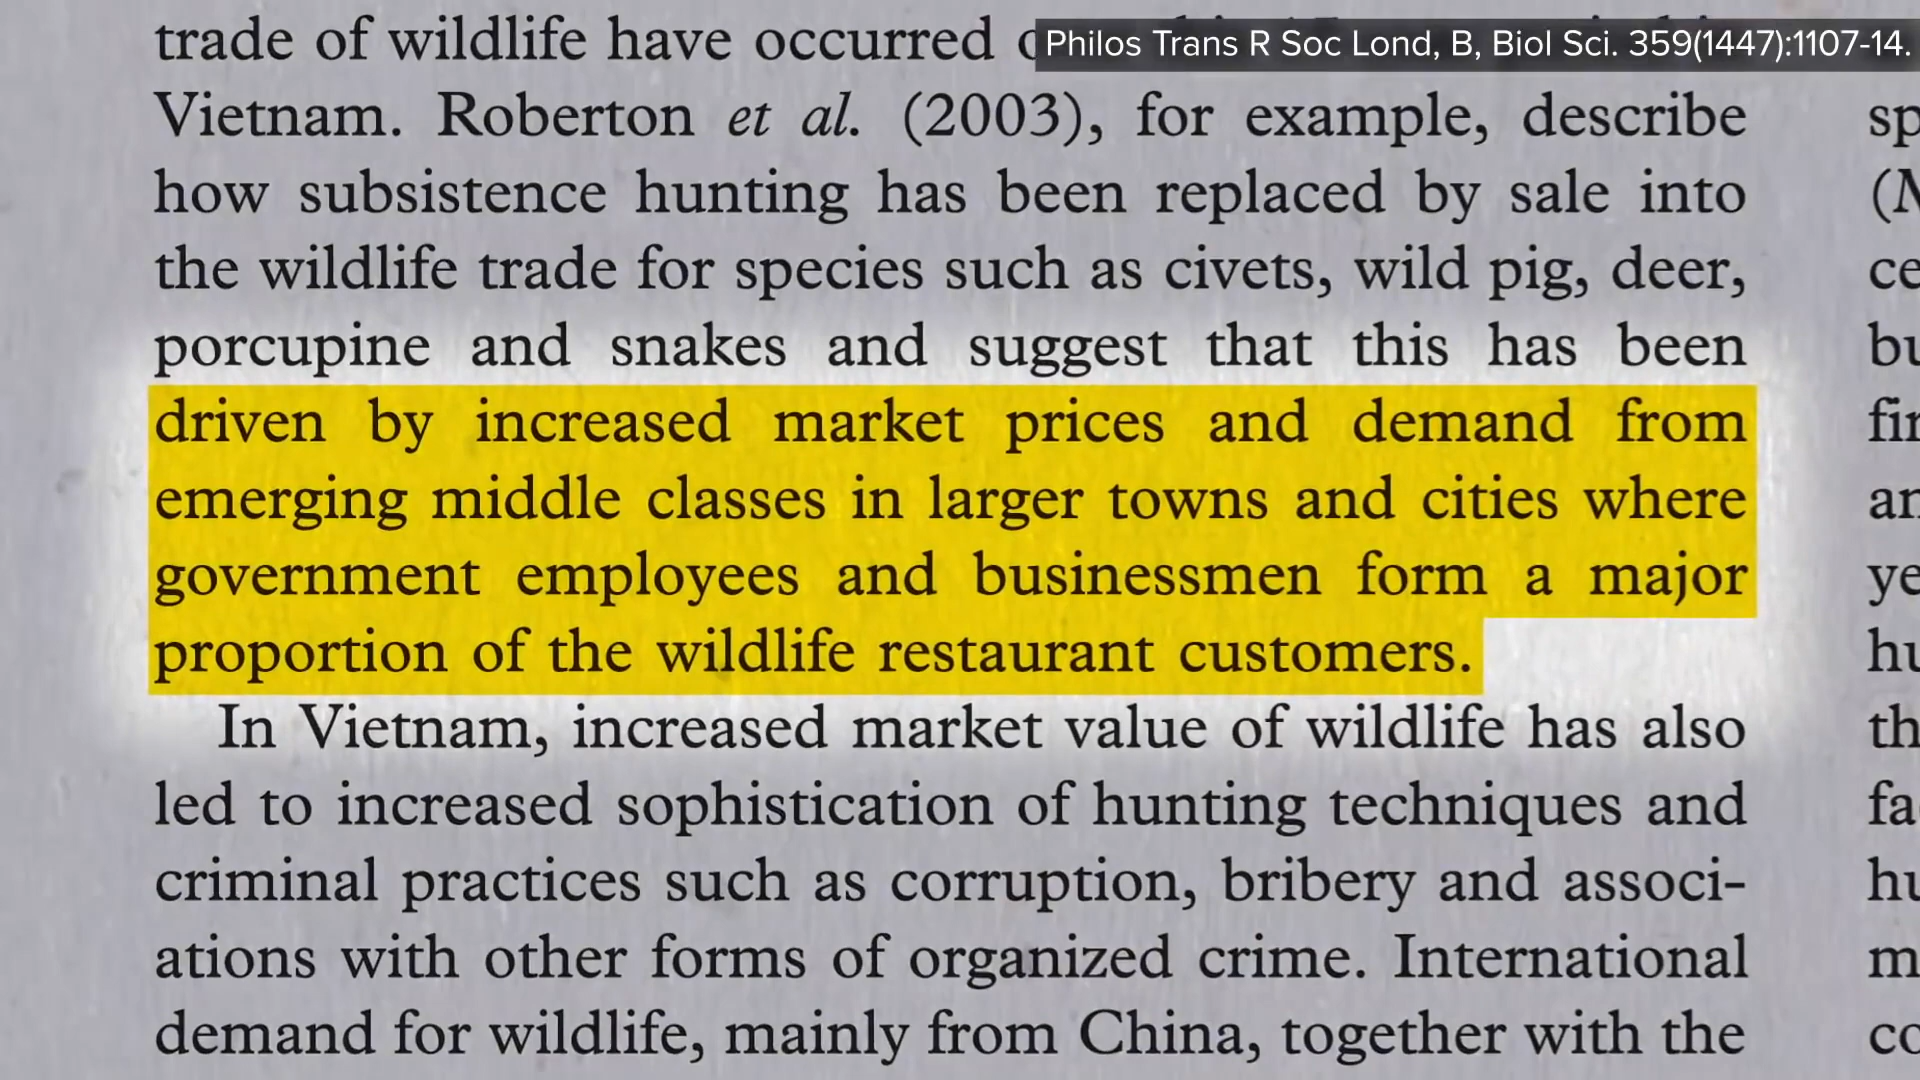 trade of wildlife have occurred
Philos Trans R Soc Lond, B, Biol Sci. 359(1447):1107-14.
Vietnam. Roberton et al. (2003), for example, describe
how subsistence hunting has been replaced by sale into
the wildlife trade for species such as civets, wild pig, deer,
porcupine and snakes and suggest that this has been
driven by increased market prices and demand from
emerging middle classes in larger towns and cities where
government employees and businessmen form a major
proportion of the wildlife restaurant customers.
In Vietnam, increased market value of wildlife has also
led to increased sophistication of hunting techniques and
criminal practices such as corruption, bribery and associ-
ations with other forms of organized crime. International
demand for wildlife, mainly from China, together with the